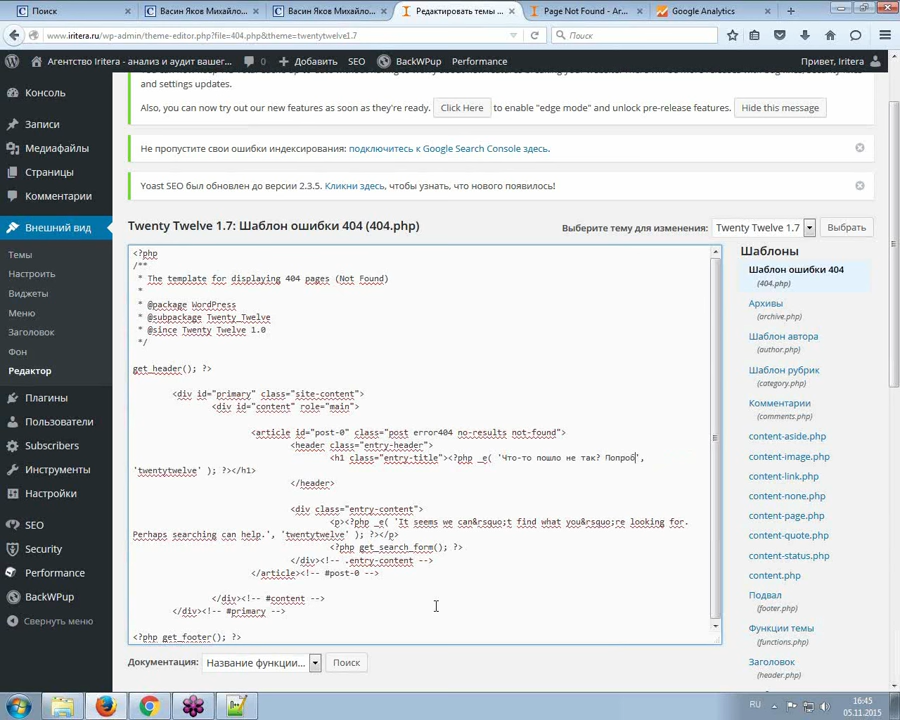 Поиск
Васин Яков Михайло...
Васин Яков Михайло...
Редактировать темы ...
Page Not Found - Ar...
Google Analytics
www.iritera.ru/wp-admin/theme-editor.php?file=404.php&theme=twentytwelve1.7
Поиск
Агентство Iritera - анализ и аудит вашег...
0
Добавить
SEO
BackWPup
Performance
Привет, Iritera
Консоль
Записи
Медиафайлы
Страницы
Комментарии
Внешний вид
Темы
Настроить
Виджеты
Меню
Заголовок
Фон
Редактор
Плагины
Пользователи
Subscribers
Инструменты
Настройки
SEO
Security
Performance
BackWPup
Свернуть меню
and settings updates.
Also, you can now try out our new features as soon as they're ready. Click Here to enable "edge mode" and unlock pre-release features. Hide this message
Не пропустите свои ошибки индексирования: подключитесь к Google Search Console здесь.
Yoast SEO был обновлен до версии 2.3.5. Кликни здесь, чтобы узнать, что нового появилось!
Twenty Twelve 1.7: Шаблон ошибки 404 (404.php)
Выберите тему для изменения: Twenty Twelve 1.7 Выбрать
<?php
/**
* The template for displaying 404 pages (Not Found)
*
* @package WordPress
* @subpackage Twenty_Twelve
* @since Twenty Twelve 1.0
*/
get_header(); ?>
<div id="primary" class="site-content">
<div id="content" role="main">
<article id="post-0" class="post error404 no-results not-found">
<header class="entry-header">
<h1 class="entry-title"><?php _e( 'Что-то пошло не так? Попроб',
'twentytwelve' ); ?></h1>
</header>
<div class="entry-content">
<p><?php _e( 'It seems we can&rsquo;t find what you&rsquo;re looking for.
Perhaps searching can help.', 'twentytwelve' ); ?></p>
<?php get_search_form(); ?>
</div><!-- .entry-content -->
</article><!-- #post-0 -->
</div><!-- #content -->
</div><!-- #primary -->
<?php get_footer(); ?>
Документация: Название функции... Поиск
Шаблоны
Шаблон ошибки 404
(404.php)
Архивы
(archive.php)
Шаблон автора
(author.php)
Шаблон рубрик
(category.php)
Комментарии
(comments.php)
content-aside.php
content-image.php
content-link.php
content-none.php
content-page.php
content-quote.php
content-status.php
content.php
Подвал
(footer.php)
Функции темы
(functions.php)
Заголовок
(header.php)
RU
16:45
05.11.2015